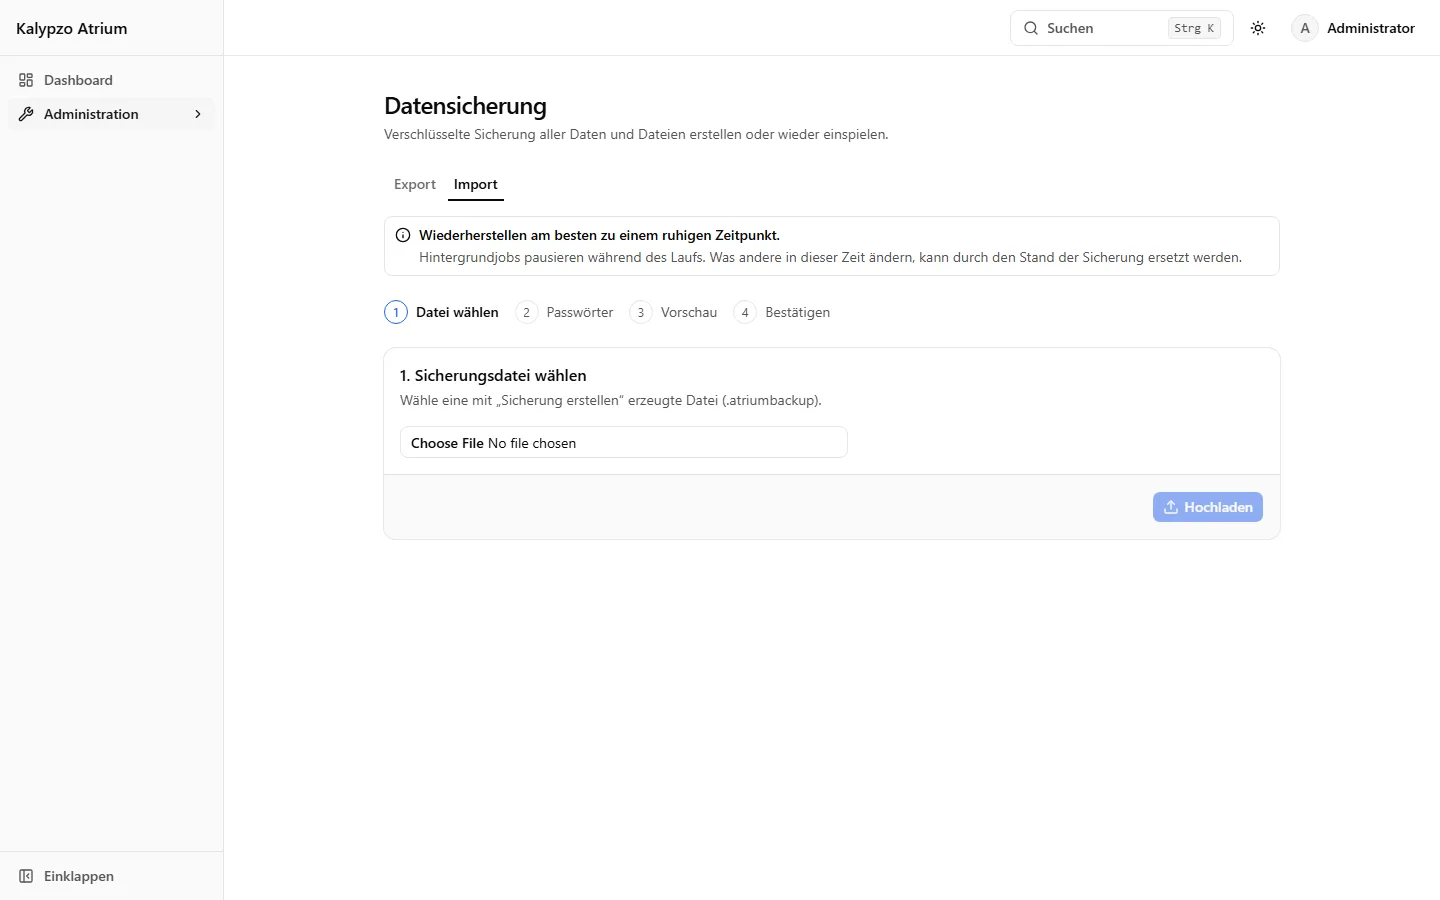 Kalypzo Atrium
Suchen
Strg K
A
Administrator
Dashboard
Administration
Datensicherung
Verschlüsselte Sicherung aller Daten und Dateien erstellen oder wieder einspielen.
Export
Import
Wiederherstellen am besten zu einem ruhigen Zeitpunkt.
Hintergrundjobs pausieren während des Laufs. Was andere in dieser Zeit ändern, kann durch den Stand der Sicherung ersetzt werden.
1 Datei wählen
2 Passwörter
3 Vorschau
4 Bestätigen
1. Sicherungsdatei wählen
Wähle eine mit „Sicherung erstellen“ erzeugte Datei (.atriumbackup).
Choose File No file chosen
Hochladen
Einklappen